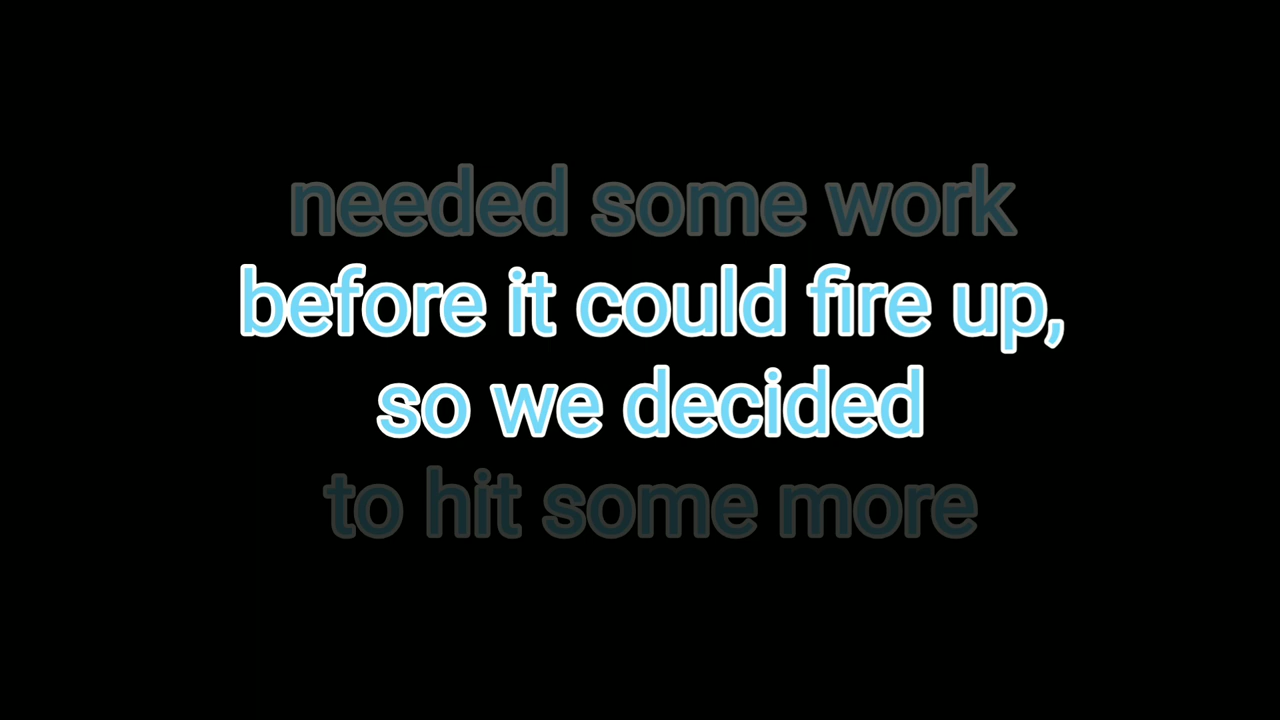 needed some work
before it could fire up,
so we decided
to hit some more